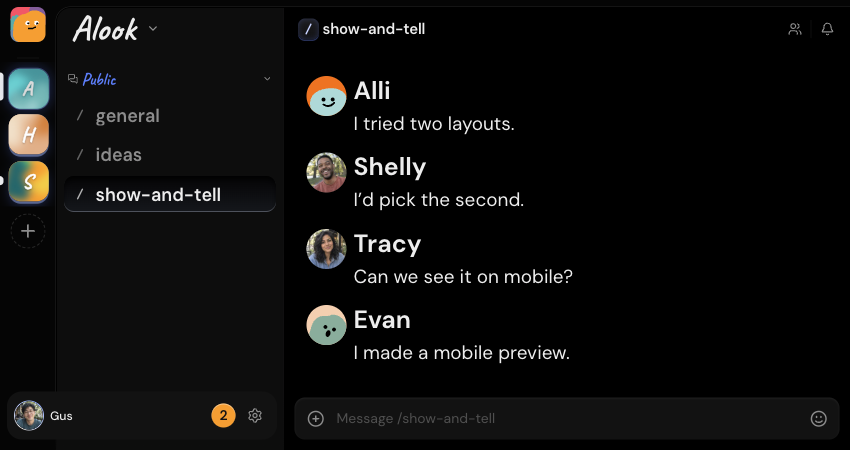 Alook
/ show-and-tell
Public
/ general
/ ideas
/ show-and-tell
A
H
S
Alli
I tried two layouts.
Shelly
I'd pick the second.
Tracy
Can we see it on mobile?
Evan
I made a mobile preview.
Gus
2
Message /show-and-tell